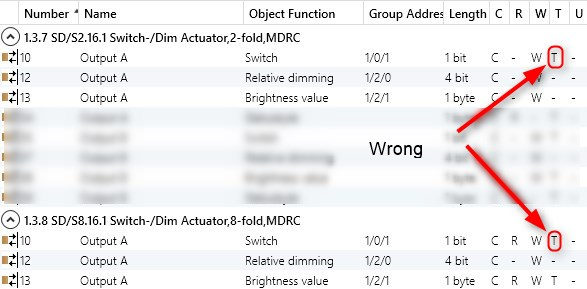 Number Name Object Function Group Addres Length C R W T U
1.3.7 SD/S2.16.1 Switch-/Dim Actuator,2-fold,MDRC
10 Output A Switch 1/0/1 1 bit C - W T -
12 Output A Relative dimming 1/2/0 4 bit C - W - -
13 Output A Brightness value 1/2/1 1 byte C - W - -
Wrong
1.3.8 SD/S8.16.1 Switch-/Dim Actuator,8-fold,MDRC
10 Output A Switch 1/0/1 1 bit C R W T -
12 Output A Relative dimming 1/2/0 4 bit C - W - -
13 Output A Brightness value 1/2/1 1 byte C R W T -